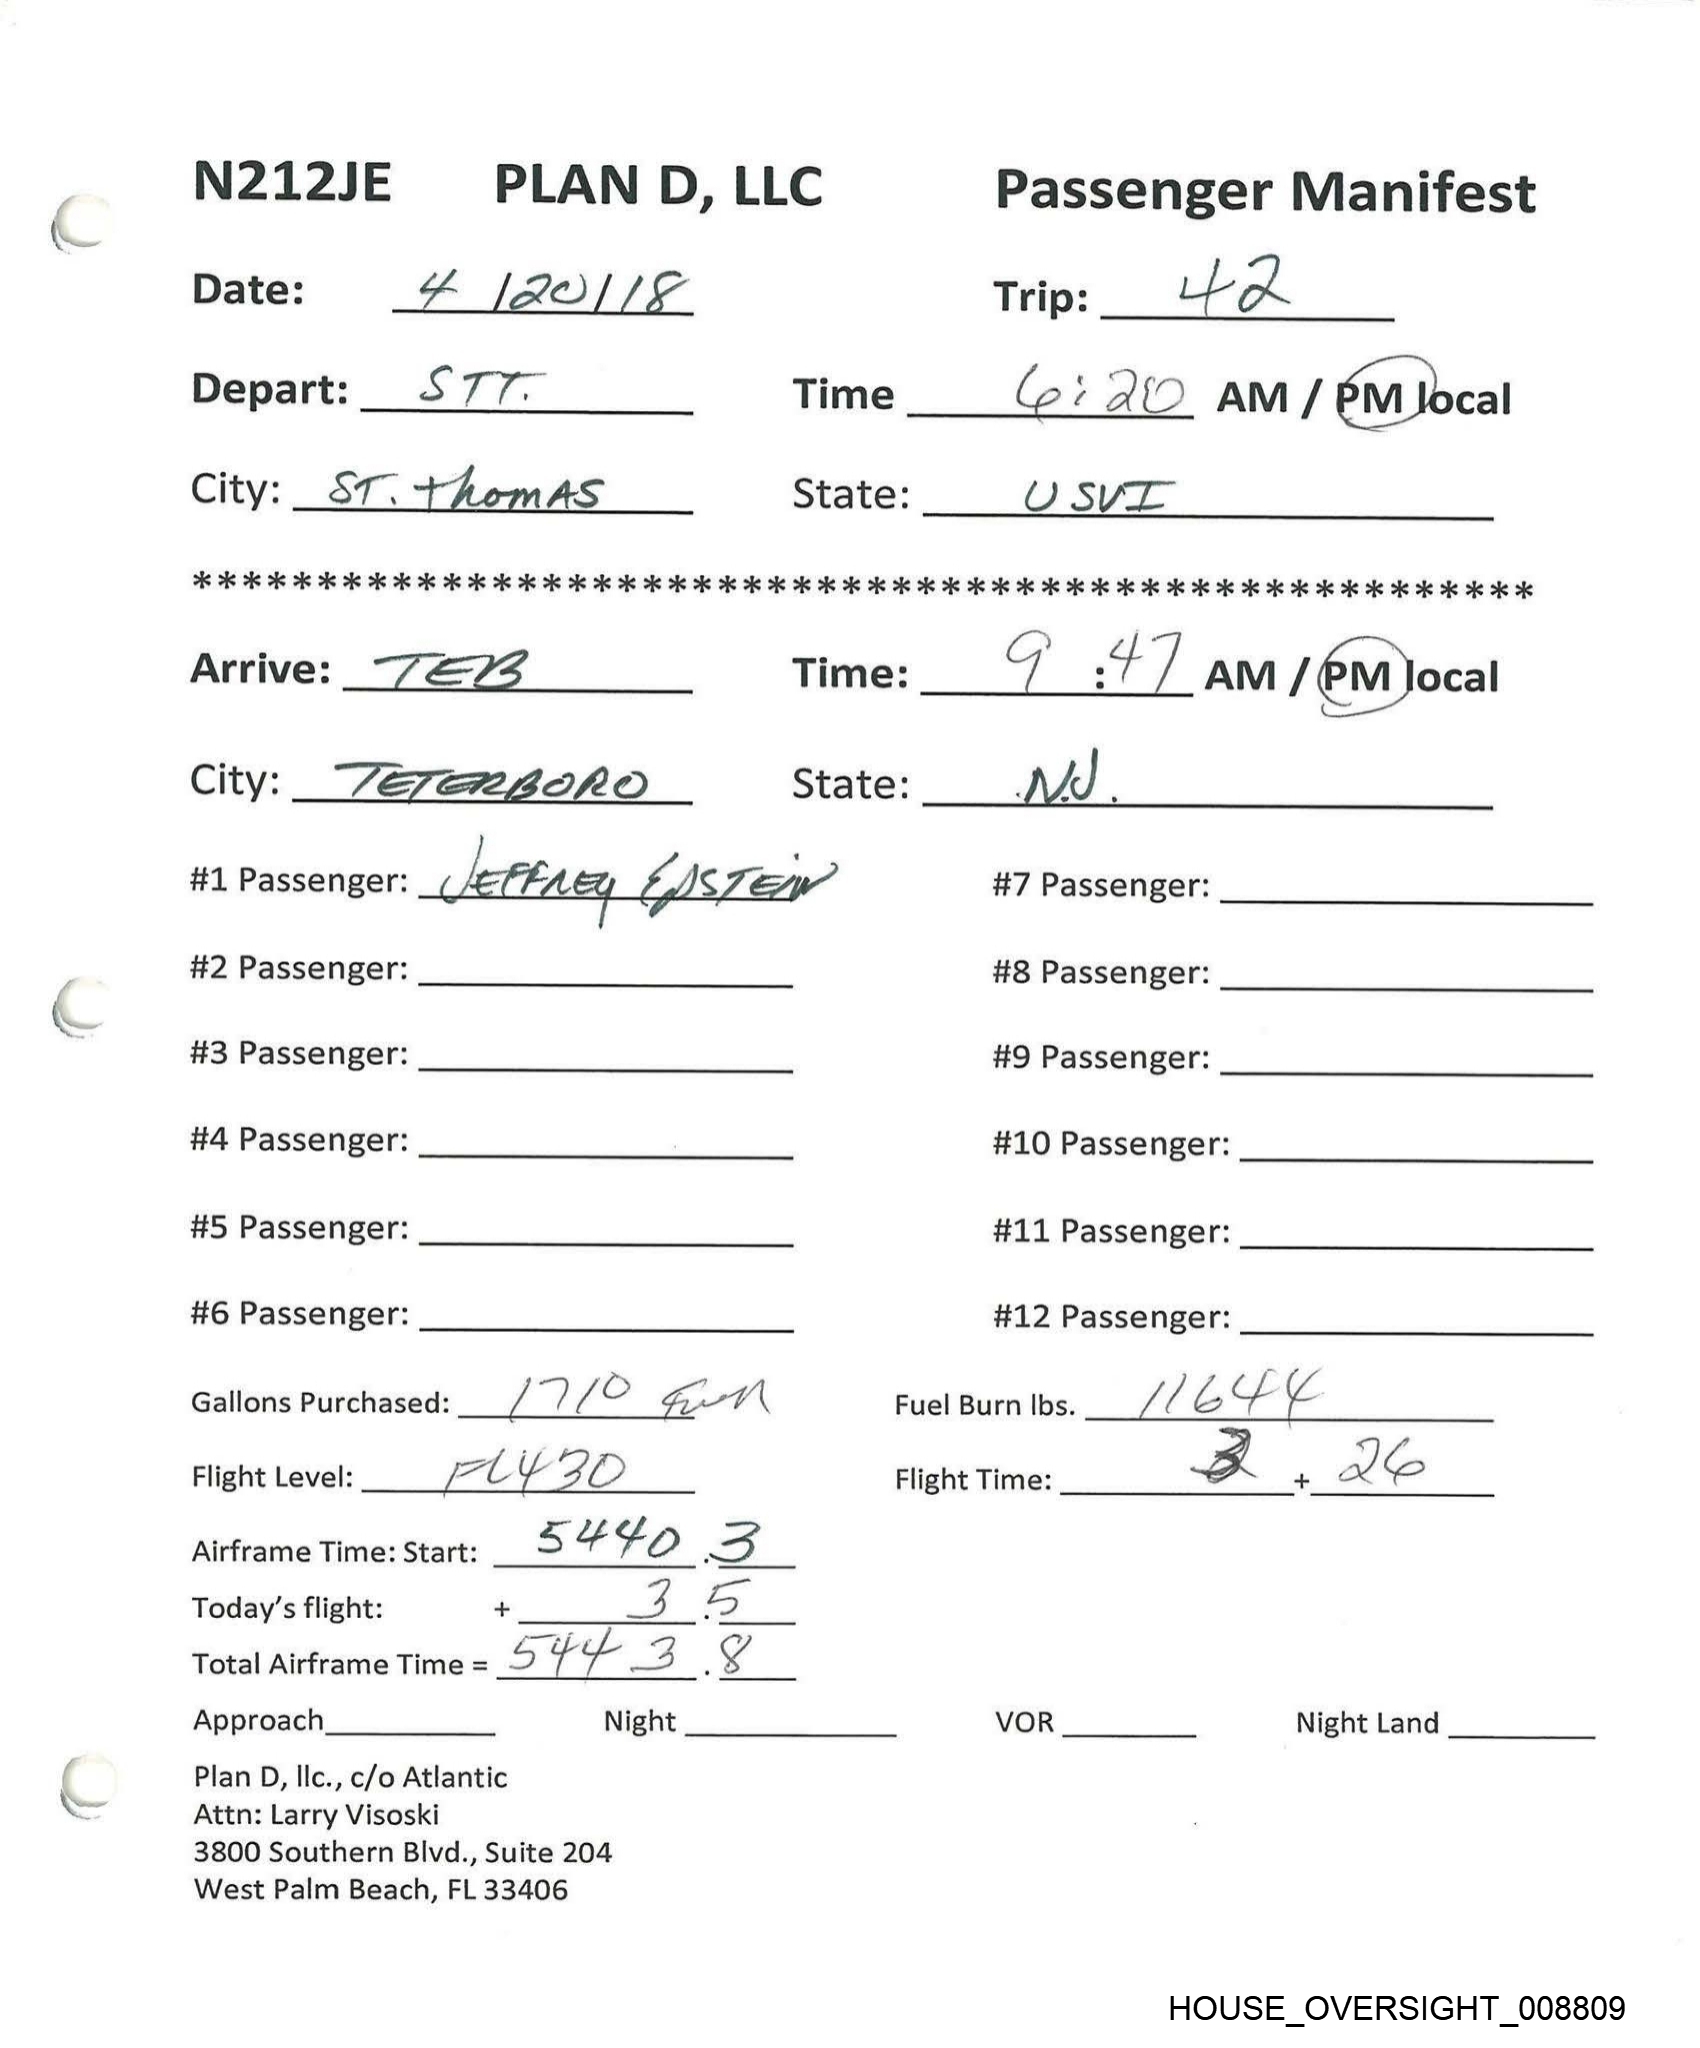 N212JE PLAN D, LLC Passenger Manifest
Date: 4/20/18 Trip: 42
Depart: STT. Time 6:20 AM / PM local
City: ST. Thomas State: USVI
******************************************************
Arrive: TEB Time: 9:47 AM / PM local
City: TETERBORO State: N.J.
#1 Passenger: JEFFREY EPSTEIN #7 Passenger:
#2 Passenger: #8 Passenger:
#3 Passenger: #9 Passenger:
#4 Passenger: #10 Passenger:
#5 Passenger: #11 Passenger:
#6 Passenger: #12 Passenger:
Gallons Purchased: 1710 Fuel Burn lbs. 11644
Flight Level: FL430 Flight Time: 3 + 26
Airframe Time: Start: 5440.3
Today's flight: + 3.5
Total Airframe Time = 5443.8
Approach Night VOR Night Land
Plan D, llc., c/o Atlantic
Attn: Larry Visoski
3800 Southern Blvd., Suite 204
West Palm Beach, FL 33406
HOUSE_OVERSIGHT_008809